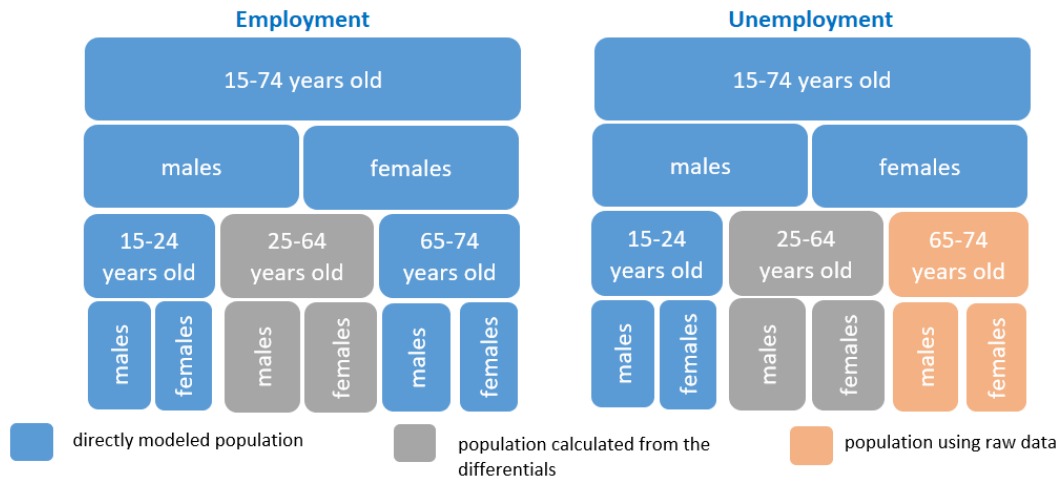 Employment
15-74 years old
males
females
15-24
years old
25-64
years old
65-74
years old
males
females
males
females
males
females
Unemployment
15-74 years old
males
females
15-24
years old
25-64
years old
65-74
years old
males
females
males
females
males
females
directly modeled population
population calculated from the
differentials
population using raw data